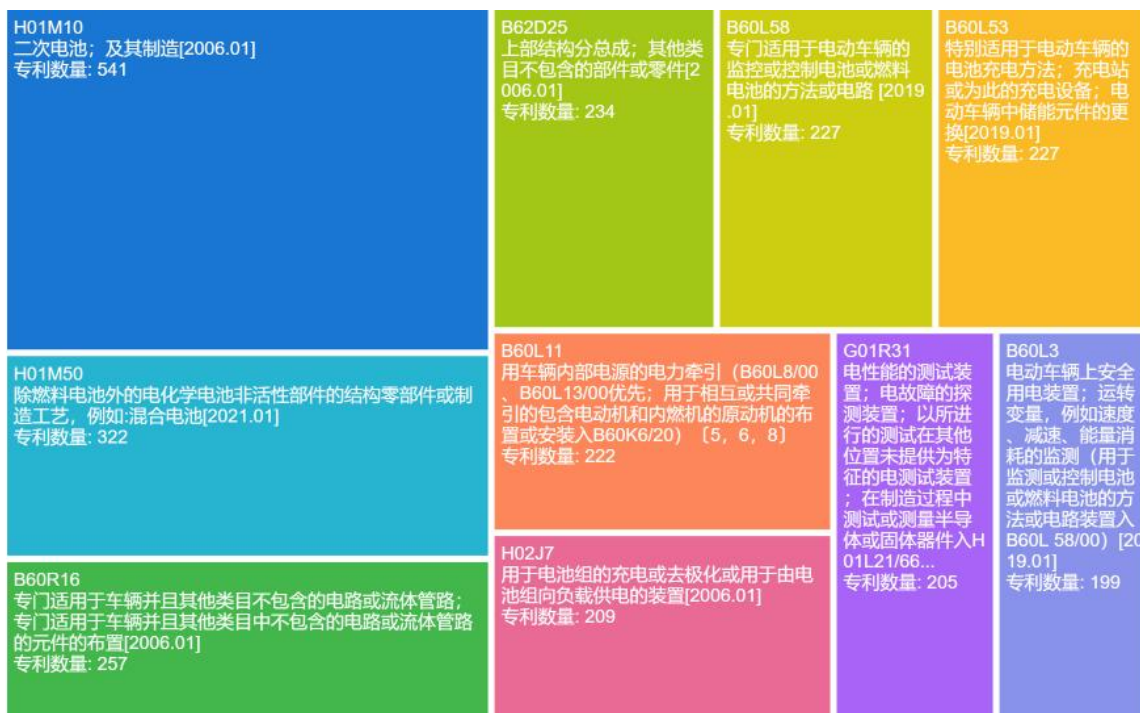 H01M10
二次电池；及其制造[2006.01]
专利数量: 541
H01M50
除燃料电池外的电化学电池非活性部件的结构零部件或制
造工艺，例如:混合电池[2021.01]
专利数量: 322
B60R16
专门适用于车辆并且其他类目不包含的电路或流体管路；
专门适用于车辆并且其他类目中不包含的电路或流体管路
的元件的布置[2006.01]
专利数量: 257
B62D25
上部结构分总成；其他类
目不包含的部件或零件[2
006.01]
专利数量: 234
B60L58
专门适用于电动车辆的
监控或控制电池或燃料
电池的方法或电路 [2019
.01]
专利数量: 227
B60L53
特别适用于电动车辆的
电池充电方法；充电站
或为此的充电设备；电
动车辆中储能元件的更
换[2019.01]
专利数量: 227
B60L11
用车辆内部电源的电力牵引（B60L8/00
、B60L13/00优先；用于相互或共同牵
引的包含电动机和内燃机的原动机的布
置或安装入B60K6/20）〔5，6，8〕
专利数量: 222
H02J7
用于电池组的充电或去极化或用于由电
池组向负载供电的装置[2006.01]
专利数量: 209
G01R31
电性能的测试装
置；电故障的探
测装置；以所进
行的测试在其他
位置未提供为特
征的电测试装置
；在制造过程中
测试或测量半导
体或固体器件入H
01L21/66...
专利数量: 205
B60L3
电动车辆上安全
用电装置；运转
变量，例如速度
、减速、能量消
耗的监测（用于
监测或控制电池
或燃料电池的方
法或电路装置入
B60L 58/00）[20
19.01]
专利数量: 199